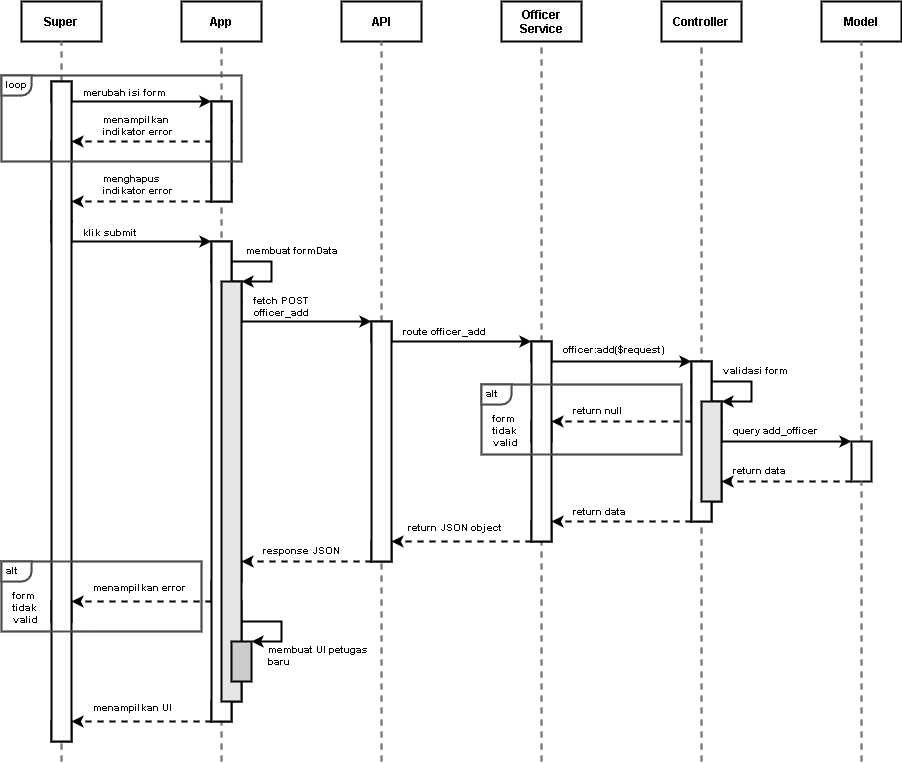 Super
App
API
Officer
Service
Controller
Model
loop
merubah isi form
menampilkan
indikator error
menghapus
indikator error
klik submit
membuat formData
fetch POST
officer_add
route officer_add
officer:add($request)
validasi form
alt
form
tidak
valid
return null
query add_officer
return data
return data
return JSON object
response JSON
alt
form
tidak
valid
menampilkan error
membuat UI petugas
baru
menampilkan UI